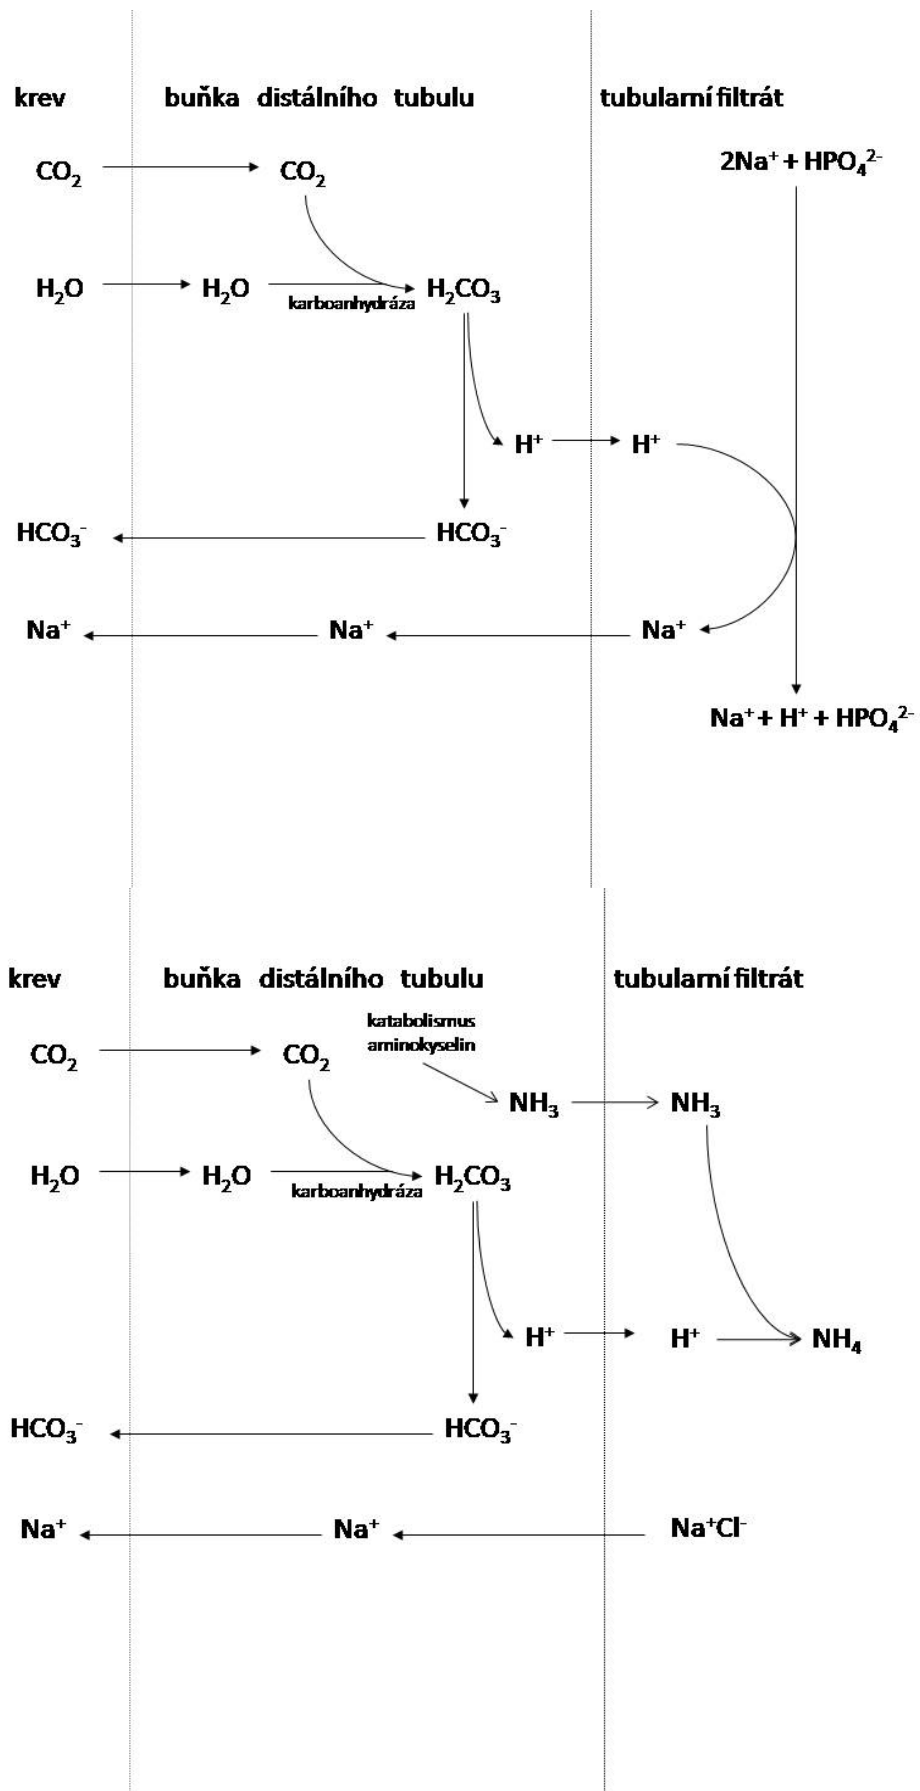 krev buňka distálního tubulu tubularní filtrát
CO₂ CO₂ 2Na⁺ + HPO₄²⁻
H₂O H₂O karboanhydráza H₂CO₃
H⁺ H⁺
HCO₃⁻ HCO₃⁻
Na⁺ Na⁺ Na⁺
Na⁺ + H⁺ + HPO₄²⁻
krev buňka distálního tubulu tubularní filtrát
katabolismus
aminokyselin
CO₂ CO₂
NH₃ NH₃
H₂O H₂O karboanhydráza H₂CO₃
H⁺ H⁺ NH₄
HCO₃⁻ HCO₃⁻
Na⁺ Na⁺ Na⁺Cl⁻